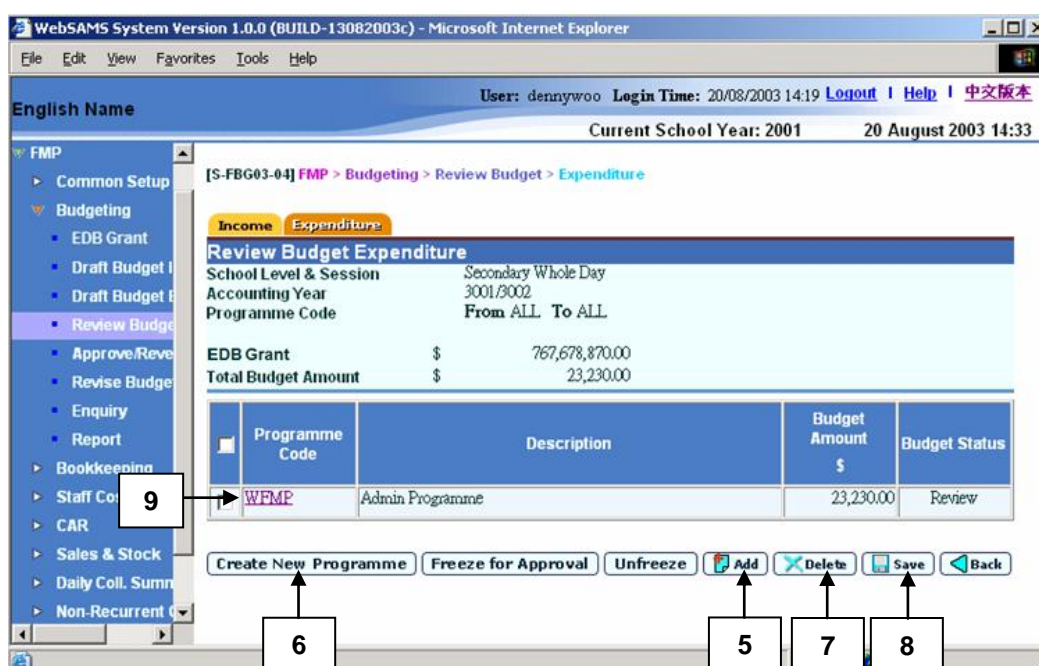 WebSAMS System Version 1.0.0 (BUILD-13082003c) - Microsoft Internet Explorer
File Edit View Favorites Tools Help
English Name
User: dennywoo Login Time: 20/08/2003 14:19 Logout | Help | 中文版本
Current School Year: 2001 20 August 2003 14:33
FMP
Common Setup
Budgeting
EDB Grant
Draft Budget I
Draft Budget E
Review Budge
Approve/Reve
Revise Budge
Enquiry
Report
Bookkeeping
Staff Co
CAR
Sales & Stock
Daily Coll. Summ
Non-Recurrent
[S-FBG03-04] FMP > Budgeting > Review Budget > Expenditure
Income Expenditure
Review Budget Expenditure
School Level & Session Secondary Whole Day
Accounting Year 3001/3002
Programme Code From ALL To ALL
EDB Grant $ 767,678,870.00
Total Budget Amount $ 23,230.00
Programme Code Description Budget Amount $ Budget Status
WFMP Admin Programme 23,230.00 Review
9
Create New Programme Freeze for Approval Unfreeze Add Delete Save Back
6 5 7 8